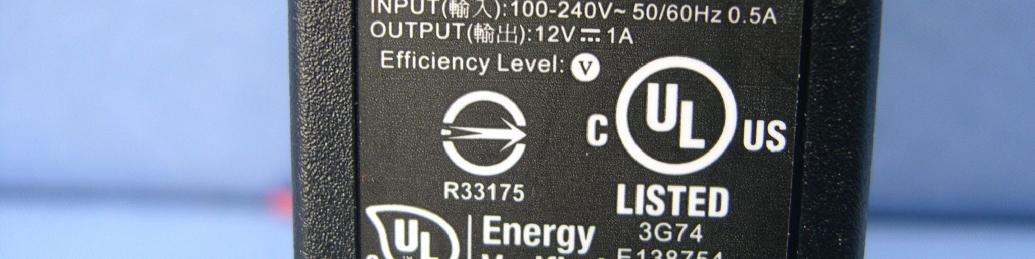 INPUT(輸入):100-240V~ 50/60Hz 0.5A
OUTPUT(輸出):12V⎓1A
Efficiency Level: V
UL
C US
R33175
LISTED
3G74
UL
Energy
E138754